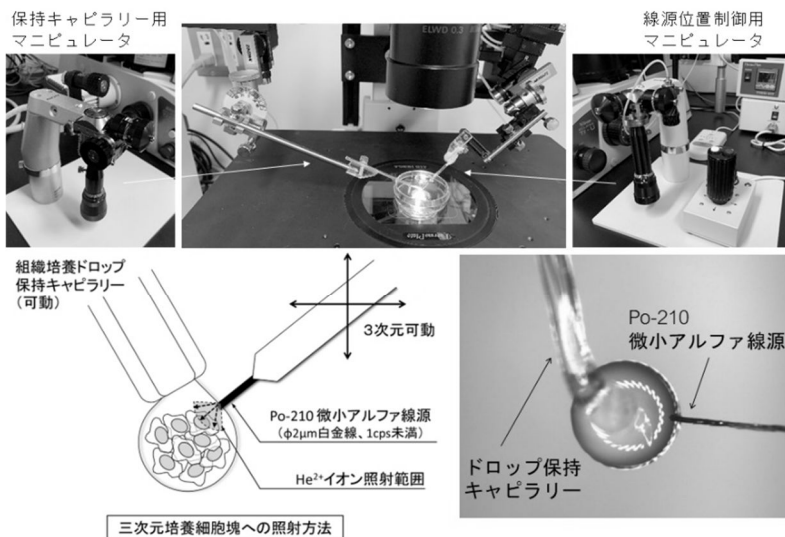 保持キャピラリー用
マニピュレータ
線源位置制御用
マニピュレータ
ELWD 0.3
組織培養ドロップ
保持キャピラリー
(可動)
3次元可動
Po-210 微小アルファ線源
(φ2μm白金線、1cps未満)
He²⁺イオン照射範囲
三次元培養細胞塊への照射方法
Po-210
微小アルファ線源
ドロップ保持
キャピラリー